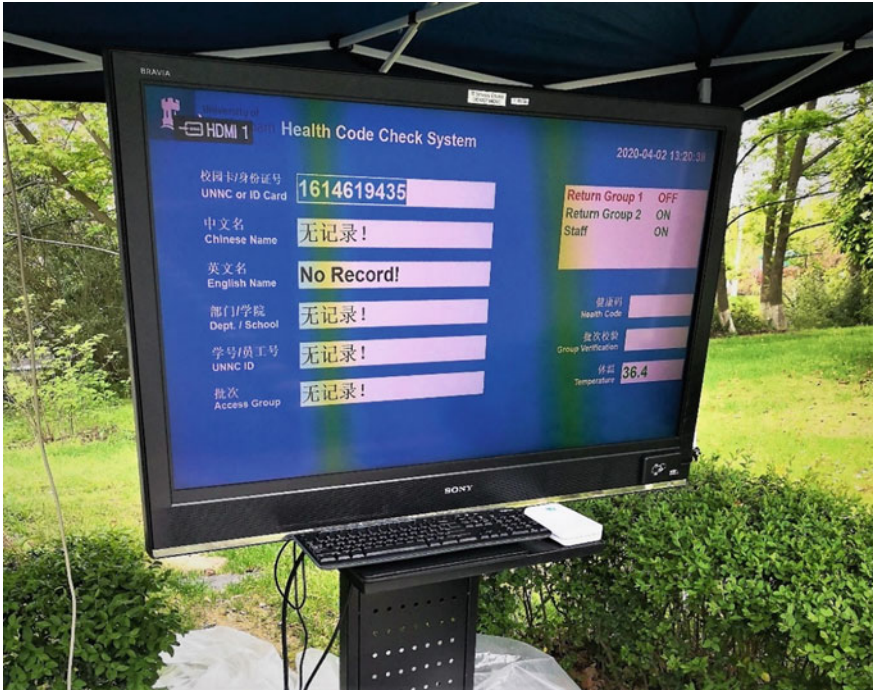 BRAVIA
University of
HDMI 1
Health Code Check System
2020-04-02 13:20:38
校园卡/身份证号
UNNC or ID Card
1614619435
中文名
Chinese Name
无记录！
英文名
English Name
No Record!
部门/学院
Dept. / School
无记录！
学号/员工号
UNNC ID
无记录！
批次
Access Group
无记录！
Return Group 1 OFF
Return Group 2 ON
Staff ON
健康码
Health Code
批次校验
Group Verification
体温
Temperature
36.4
SONY